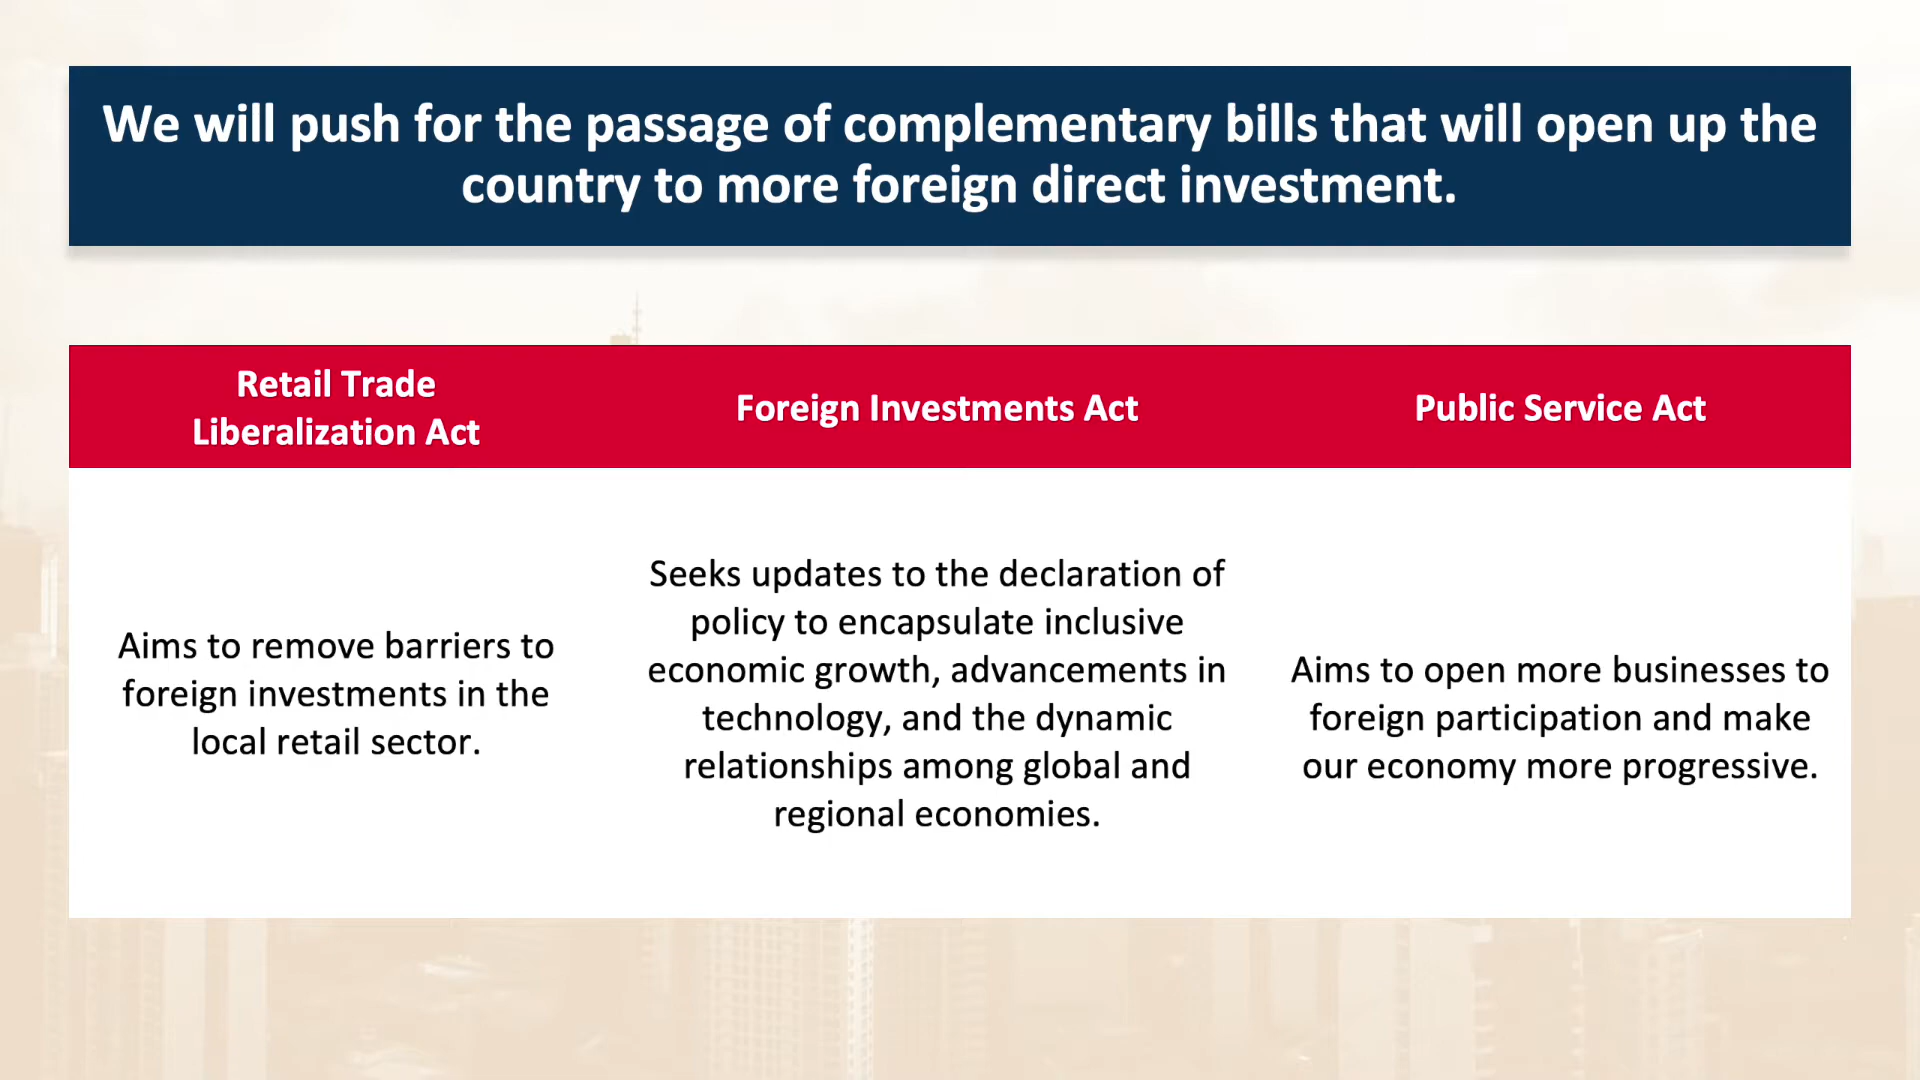 We will push for the passage of complementary bills that will open up the
country to more foreign direct investment.
Retail Trade
Liberalization Act
Foreign Investments Act
Public Service Act
Aims to remove barriers to
foreign investments in the
local retail sector.
Seeks updates to the declaration of
policy to encapsulate inclusive
economic growth, advancements in
technology, and the dynamic
relationships among global and
regional economies.
Aims to open more businesses to
foreign participation and make
our economy more progressive.